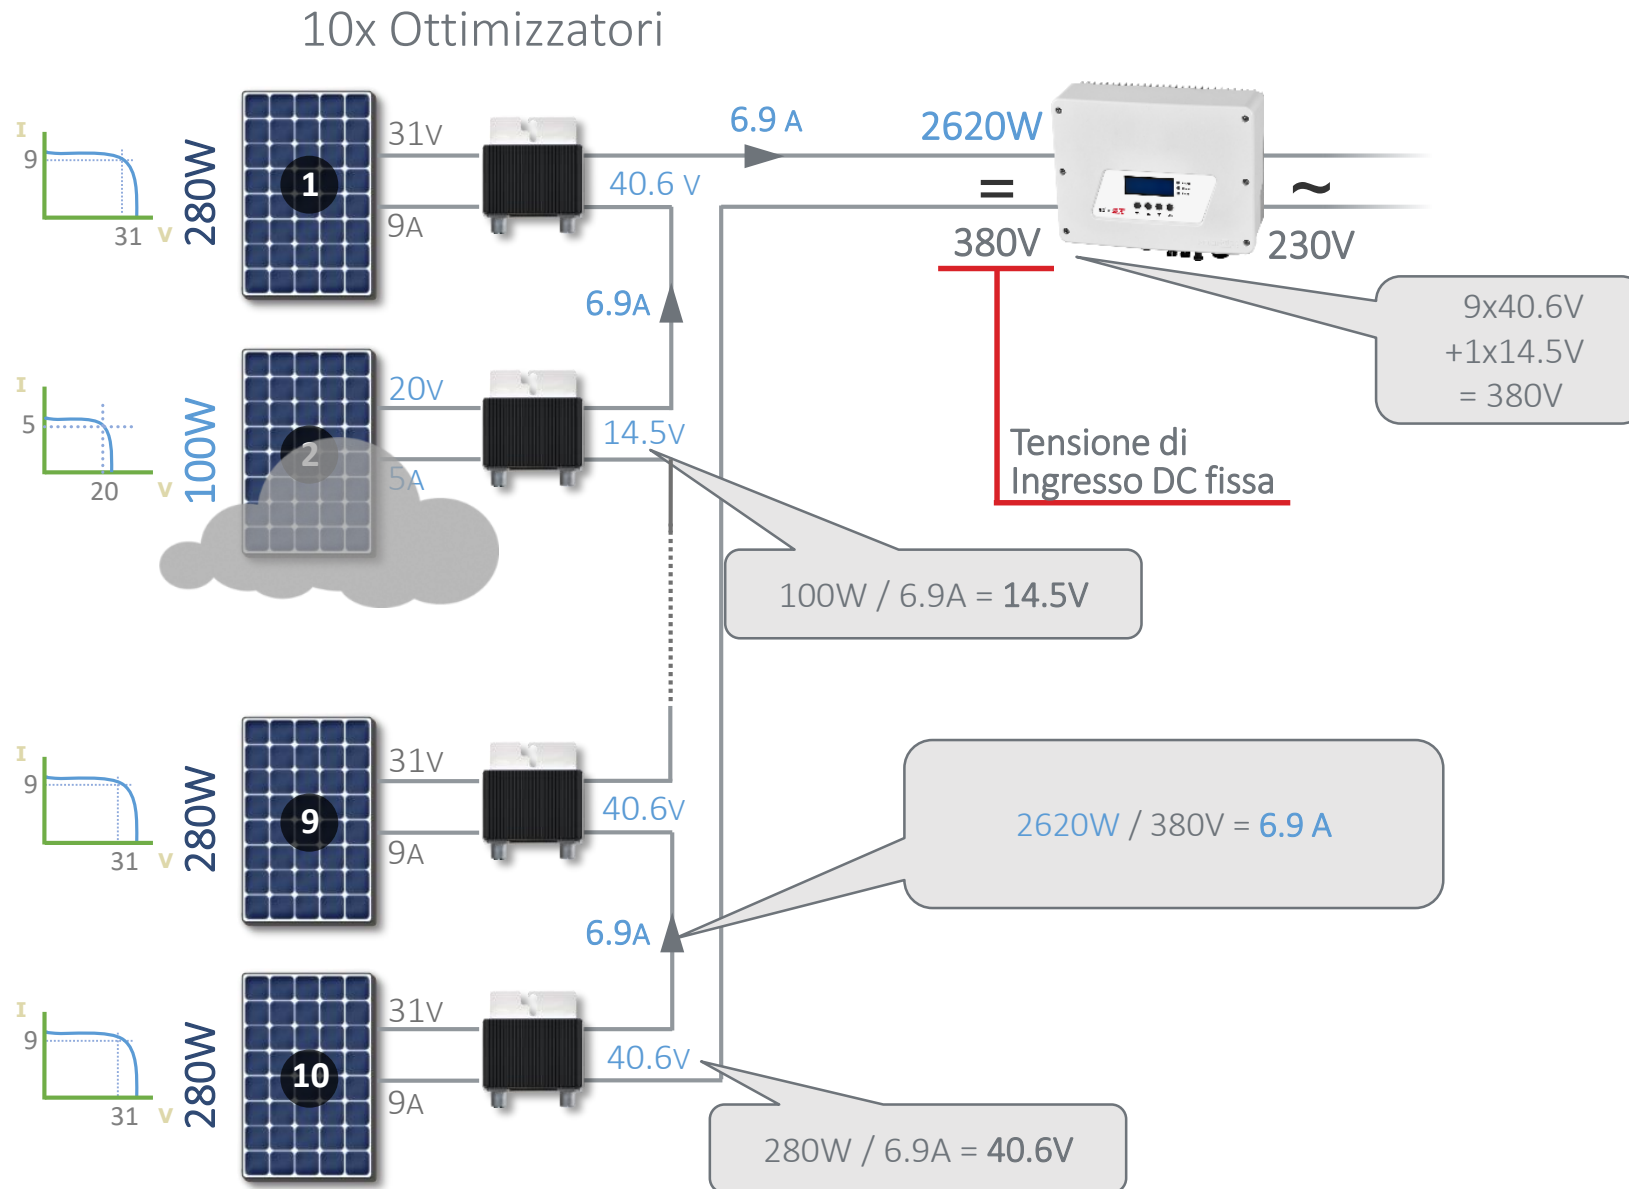 10x Ottimizzatori
I
9
31
V
280W
1
31V
9A
40.6 V
6.9 A
2620W
=
380V
~
230V
9x40.6V
+1x14.5V
= 380V
6.9A
I
5
20
V
100W
2
20V
5A
14.5V
Tensione di
Ingresso DC fissa
100W / 6.9A = 14.5V
I
9
31
V
280W
9
31V
9A
40.6V
2620W / 380V = 6.9 A
6.9A
I
9
31
V
280W
10
31V
9A
40.6V
280W / 6.9A = 40.6V